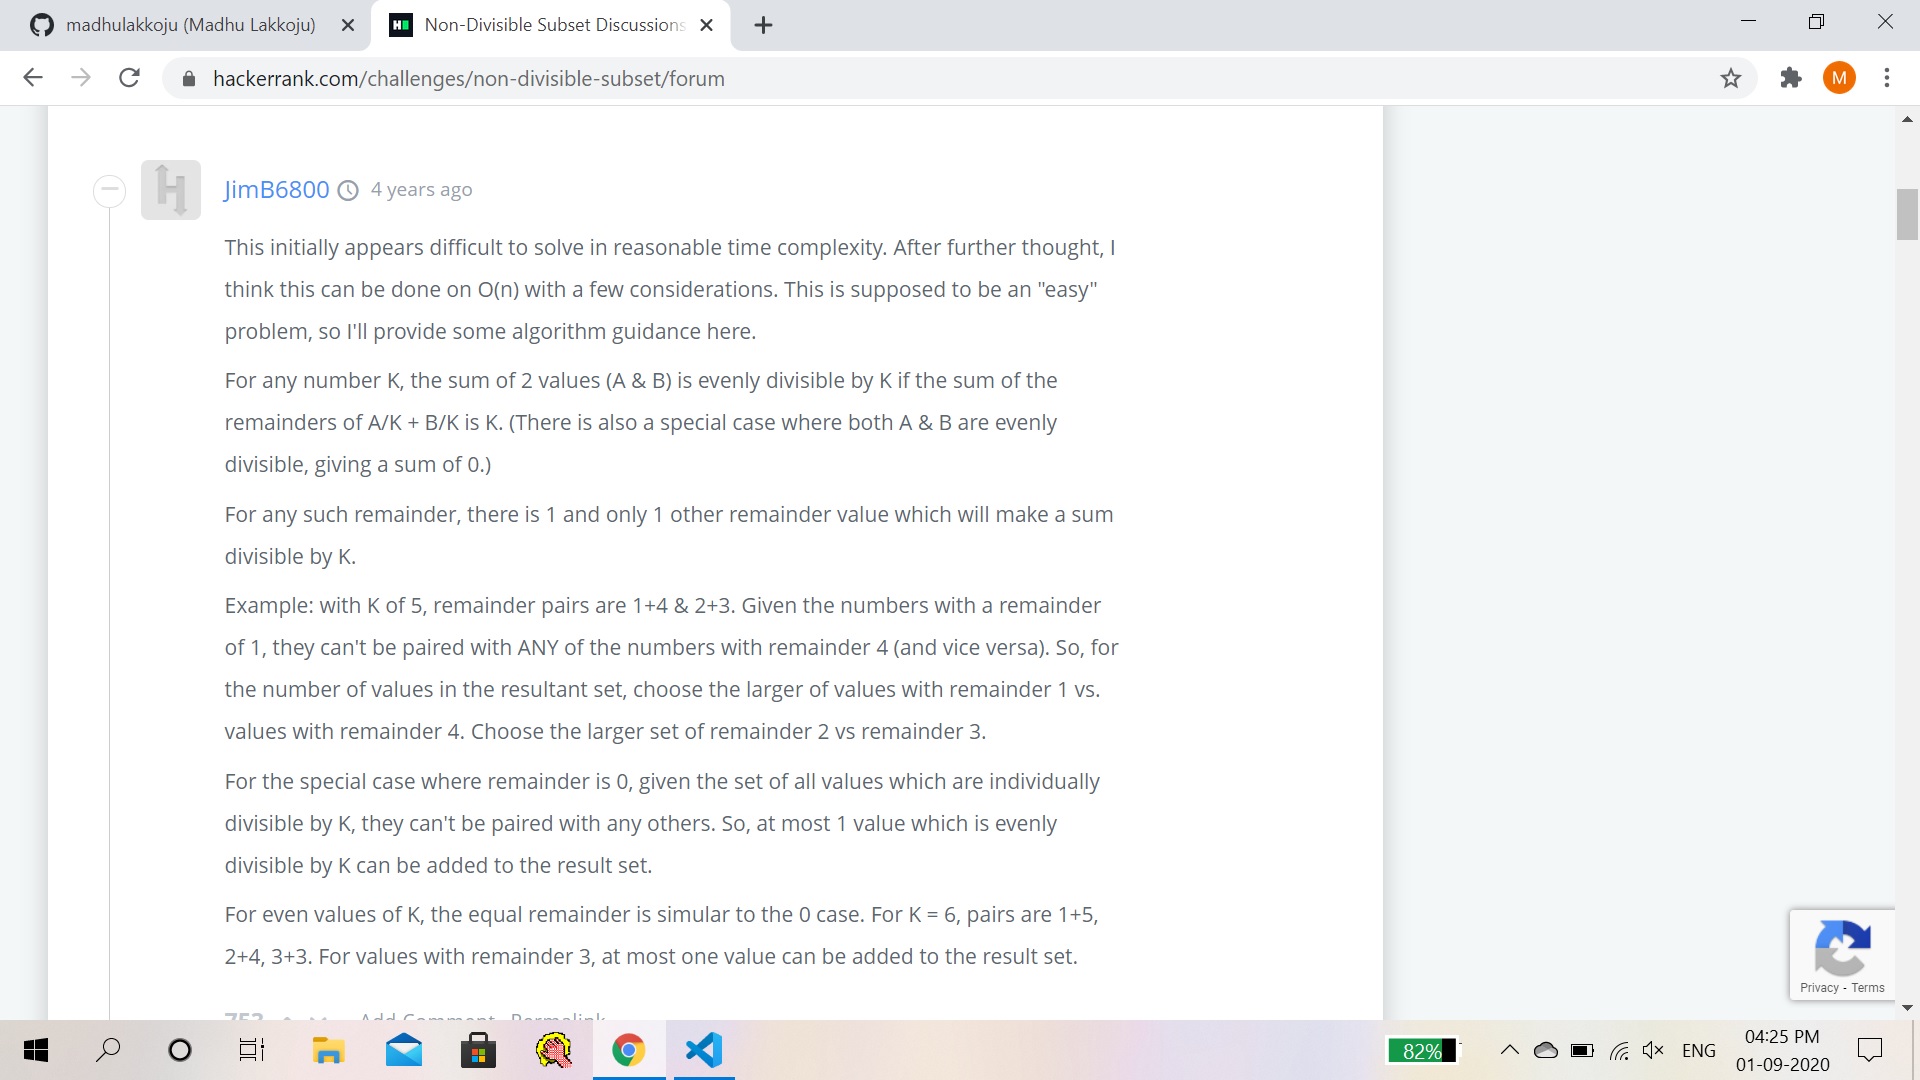 madhulakkoju (Madhu Lakkoju)
Non-Divisible Subset Discussions
hackerrank.com/challenges/non-divisible-subset/forum
M
JimB6800 4 years ago
This initially appears difficult to solve in reasonable time complexity. After further thought, I
think this can be done on O(n) with a few considerations. This is supposed to be an "easy"
problem, so I'll provide some algorithm guidance here.
For any number K, the sum of 2 values (A & B) is evenly divisible by K if the sum of the
remainders of A/K + B/K is K. (There is also a special case where both A & B are evenly
divisible, giving a sum of 0.)
For any such remainder, there is 1 and only 1 other remainder value which will make a sum
divisible by K.
Example: with K of 5, remainder pairs are 1+4 & 2+3. Given the numbers with a remainder
of 1, they can't be paired with ANY of the numbers with remainder 4 (and vice versa). So, for
the number of values in the resultant set, choose the larger of values with remainder 1 vs.
values with remainder 4. Choose the larger set of remainder 2 vs remainder 3.
For the special case where remainder is 0, given the set of all values which are individually
divisible by K, they can't be paired with any others. So, at most 1 value which is evenly
divisible by K can be added to the result set.
For even values of K, the equal remainder is simular to the 0 case. For K = 6, pairs are 1+5,
2+4, 3+3. For values with remainder 3, at most one value can be added to the result set.
Privacy - Terms
Add Comment Permalink
82%
ENG
04:25 PM
01-09-2020